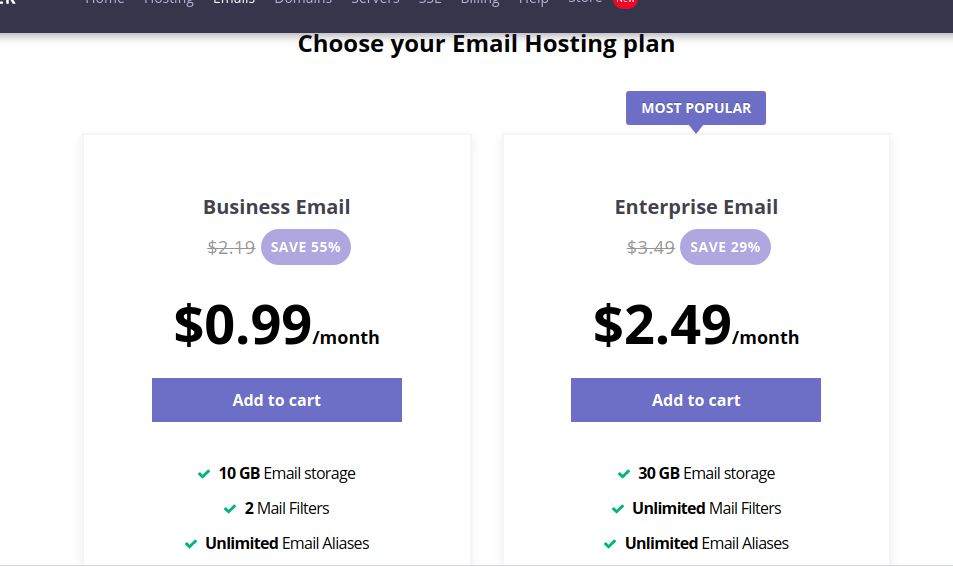 Home Hosting Emails Domains Servers SSL Billing Help Store New
Choose your Email Hosting plan
MOST POPULAR
Business Email
$2.19 SAVE 55%
$0.99/month
Add to cart
10 GB Email storage
2 Mail Filters
Unlimited Email Aliases
Enterprise Email
$3.49 SAVE 29%
$2.49/month
Add to cart
30 GB Email storage
Unlimited Mail Filters
Unlimited Email Aliases